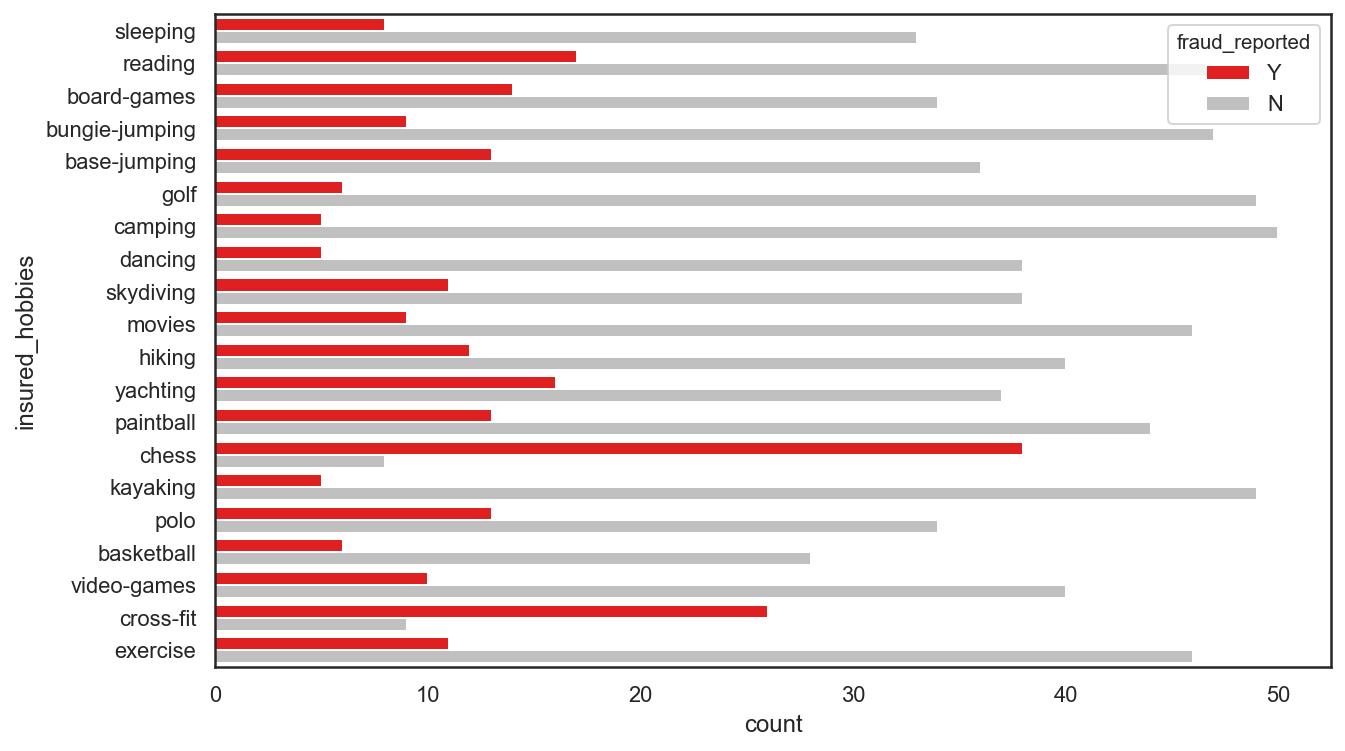 sleeping
reading
board-games
bungie-jumping
base-jumping
golf
camping
dancing
skydiving
movies
hiking
yachting
paintball
chess
kayaking
polo
basketball
video-games
cross-fit
exercise
insured_hobbies
fraud_reported
Y
N
0 10 20 30 40 50
count